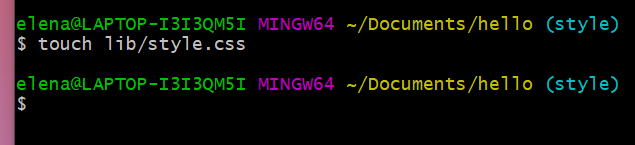 elena@LAPTOP-I3I3QM5I MINGW64 ~/Documents/hello (style)
$ touch lib/style.css
elena@LAPTOP-I3I3QM5I MINGW64 ~/Documents/hello (style)
$